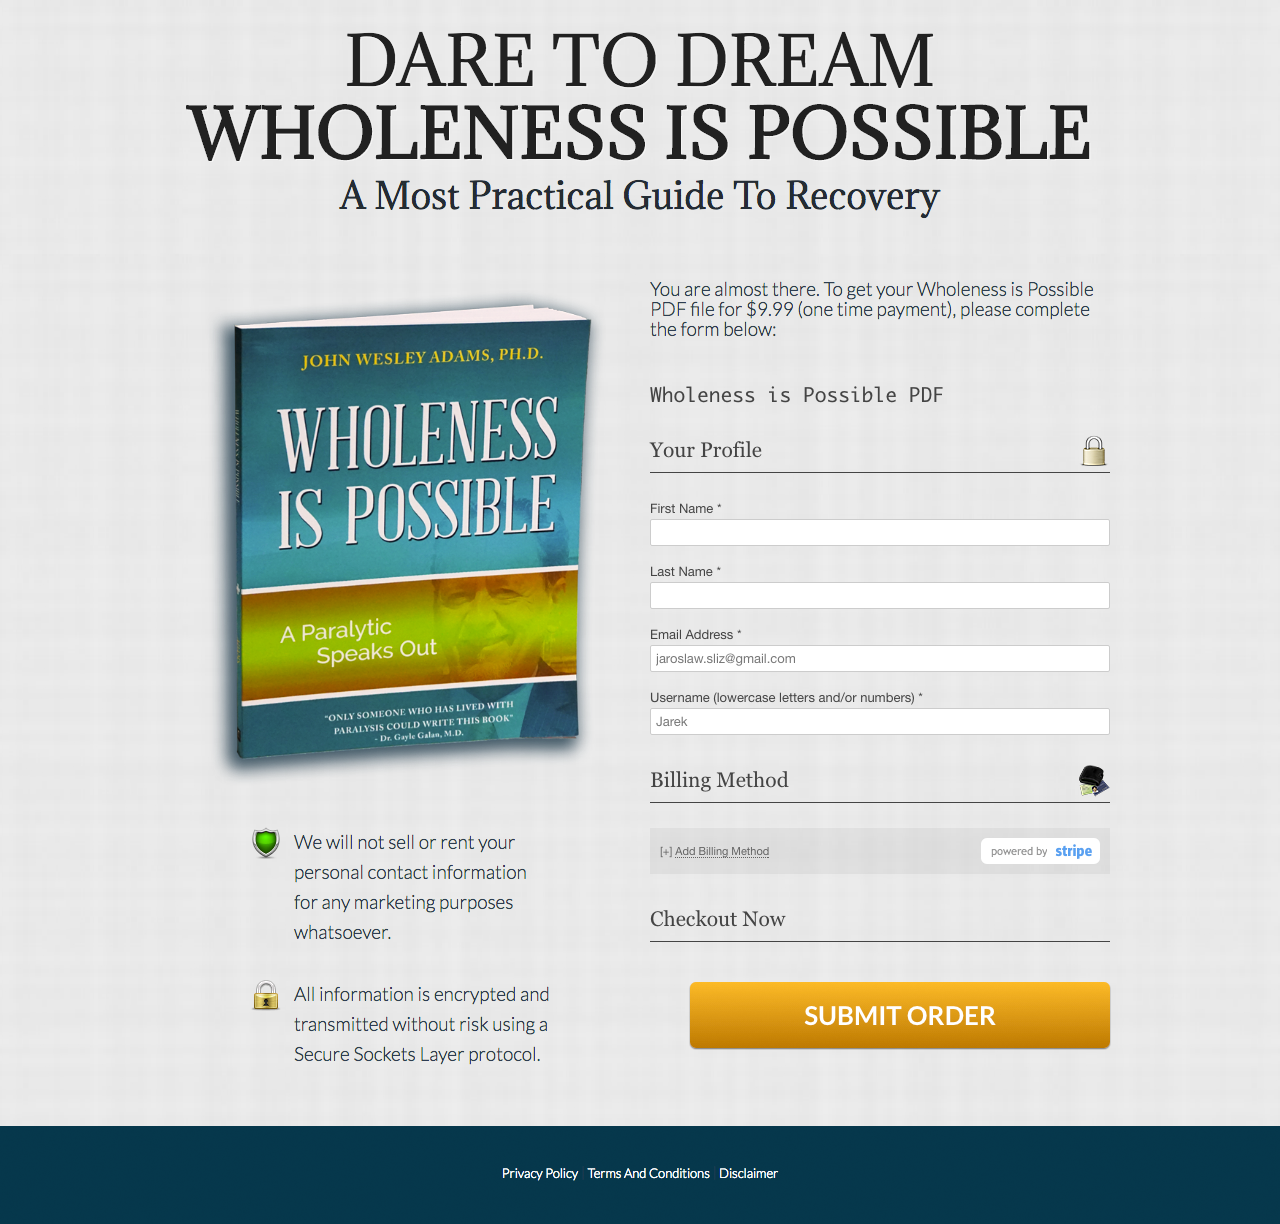 DARE TO DREAM
WHOLENESS IS POSSIBLE
A Most Practical Guide To Recovery
JOHN WESLEY ADAMS, PH.D.
WHOLENESS
IS POSSIBLE
A Paralytic
Speaks Out
"ONLY SOMEONE WHO HAS LIVED WITH
PARALYSIS COULD WRITE THIS BOOK"
- Dr. Gayle Galan, M.D.
We will not sell or rent your
personal contact information
for any marketing purposes
whatsoever.
All information is encrypted and
transmitted without risk using a
Secure Sockets Layer protocol.
You are almost there. To get your Wholeness is Possible
PDF file for $9.99 (one time payment), please complete
the form below:
Wholeness is Possible PDF
Your Profile
First Name *
Last Name *
Email Address *
jaroslaw.sliz@gmail.com
Username (lowercase letters and/or numbers) *
Jarek
Billing Method
[+] Add Billing Method
powered by stripe
Checkout Now
SUBMIT ORDER
Privacy Policy Terms And Conditions Disclaimer